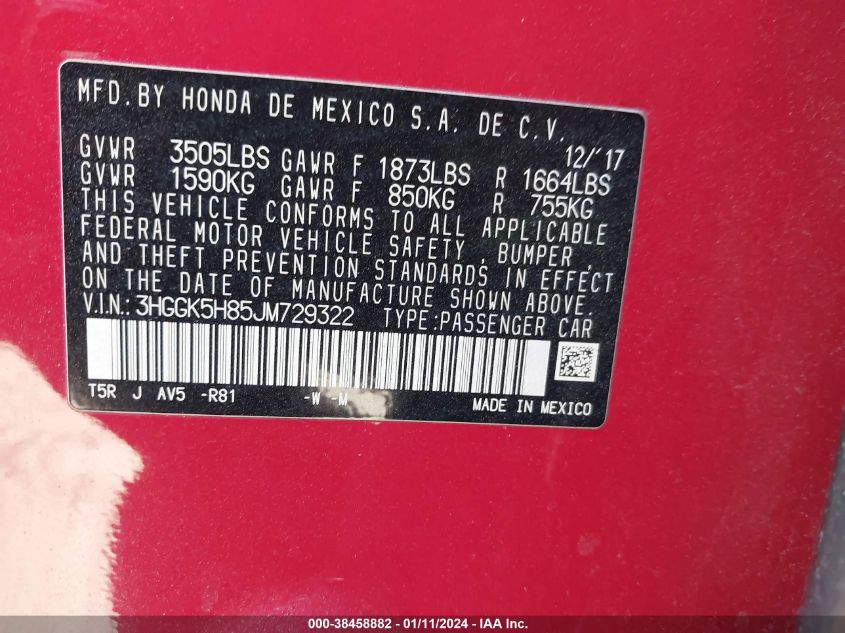 MFD. BY HONDA DE MEXICO S.A. DE C.V.
12/'17
GVWR 3505LBS GAWR F 1873LBS R 1664LBS
GVWR 1590KG GAWR F 850KG R 755KG
THIS VEHICLE CONFORMS TO ALL APPLICABLE
FEDERAL MOTOR VEHICLE SAFETY, BUMPER,
AND THEFT PREVENTION STANDARDS IN EFFECT
ON THE DATE OF MANUFACTURE SHOWN ABOVE.
V.I.N.: 3HGGK5H85JM729322 TYPE:PASSENGER CAR
T5R J AV5 -R81 -W -M
MADE IN MEXICO
000-38458882 - 01/11/2024 - IAA Inc.